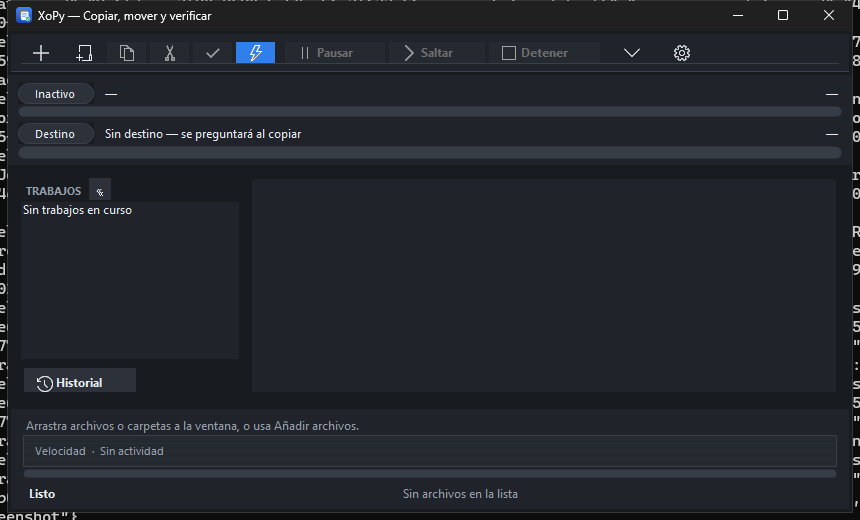 XoPy — Copiar, mover y verificar
Pausar Saltar Detener
Inactivo —  —
Destino Sin destino — se preguntará al copiar —
TRABAJOS «
Sin trabajos en curso
Historial
Arrastra archivos o carpetas a la ventana, o usa Añadir archivos.
Velocidad · Sin actividad
Listo Sin archivos en la lista
eenshot"}